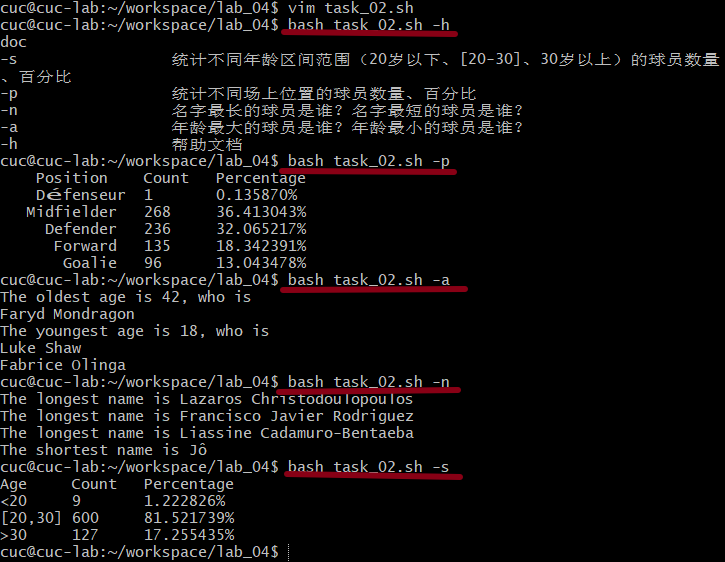 cuc@cuc-lab:~/workspace/lab_04$ vim task_02.sh
cuc@cuc-lab:~/workspace/lab_04$ bash task_02.sh -h
doc
-s 统计不同年龄区间范围（20岁以下、[20-30]、30岁以上）的球员数量
、百分比
-p 统计不同场上位置的球员数量、百分比
-n 名字最长的球员是谁？名字最短的球员是谁？
-a 年龄最大的球员是谁？年龄最小的球员是谁？
-h 帮助文档
cuc@cuc-lab:~/workspace/lab_04$ bash task_02.sh -p
Position Count Percentage
Défenseur 1 0.135870%
Midfielder 268 36.413043%
Defender 236 32.065217%
Forward 135 18.342391%
Goalie 96 13.043478%
cuc@cuc-lab:~/workspace/lab_04$ bash task_02.sh -a
The oldest age is 42, who is
Faryd Mondragon
The youngest age is 18, who is
Luke Shaw
Fabrice Olinga
cuc@cuc-lab:~/workspace/lab_04$ bash task_02.sh -n
The longest name is Lazaros Christodoulopoulos
The longest name is Francisco Javier Rodriguez
The longest name is Liassine Cadamuro-Bentaeba
The shortest name is Jô
cuc@cuc-lab:~/workspace/lab_04$ bash task_02.sh -s
Age Count Percentage
<20 9 1.222826%
[20,30] 600 81.521739%
>30 127 17.255435%
cuc@cuc-lab:~/workspace/lab_04$